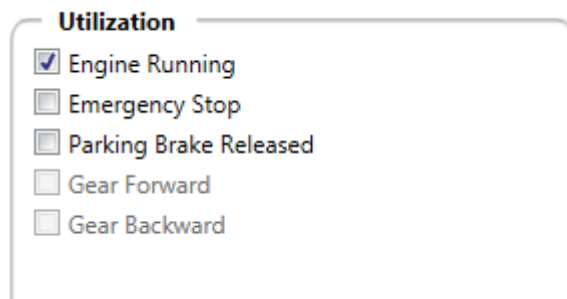 Utilization
Engine Running
Emergency Stop
Parking Brake Released
Gear Forward
Gear Backward